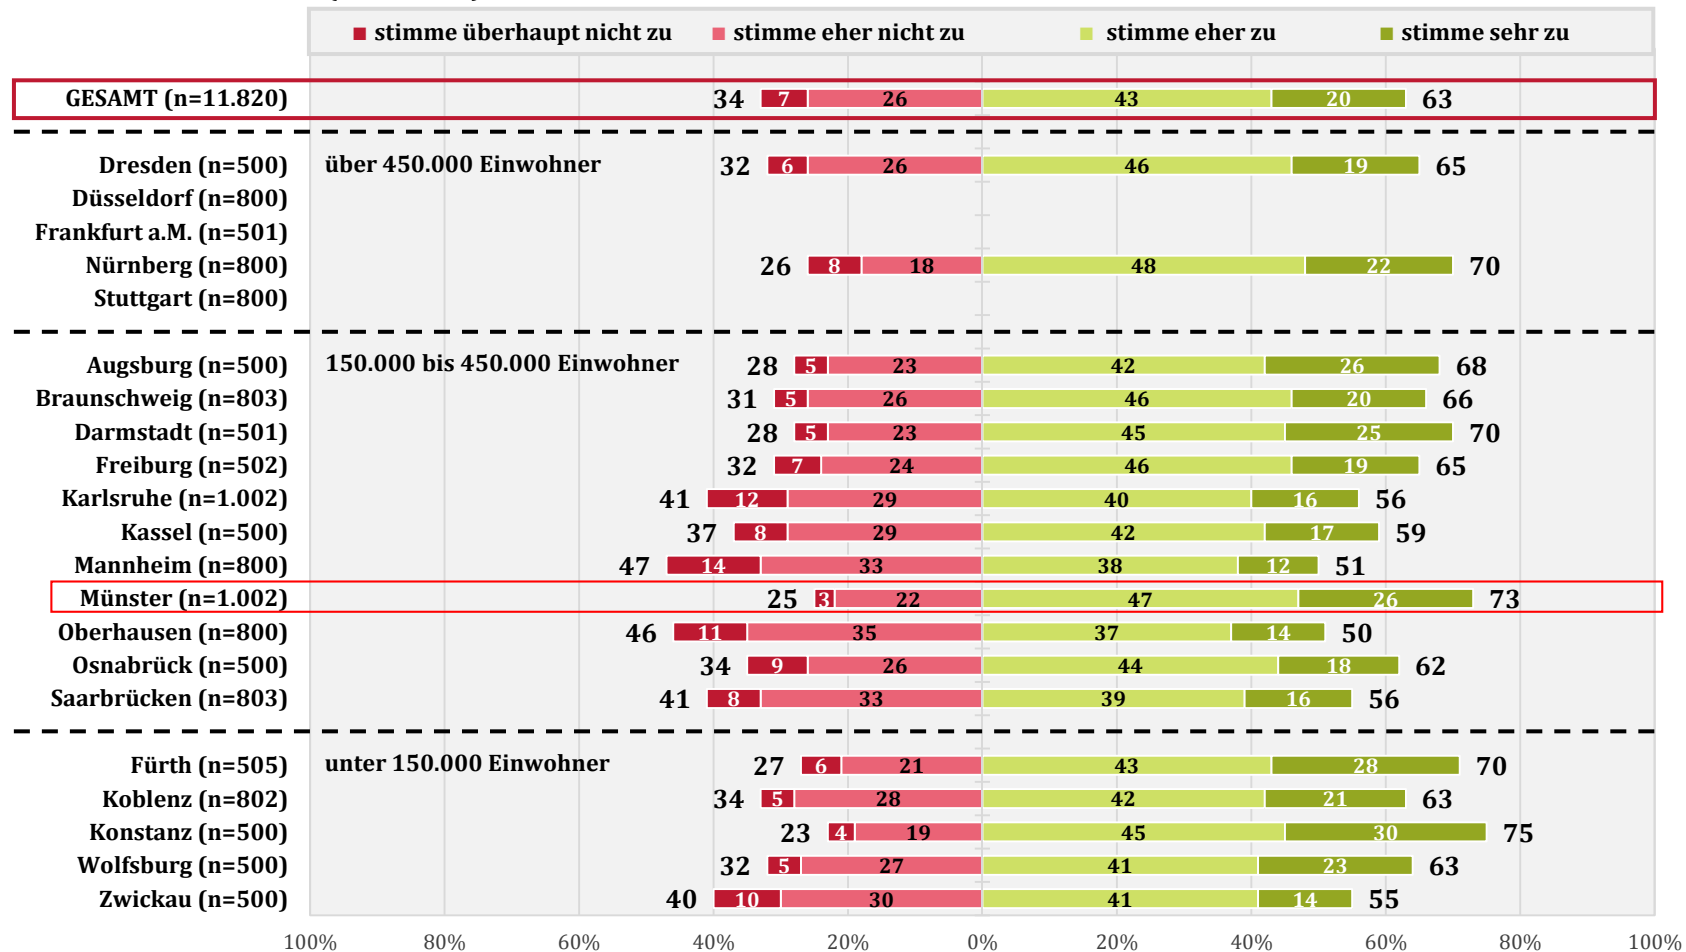 stimme überhaupt nicht zu stimme eher nicht zu stimme eher zu stimme sehr zu
GESAMT (n=11.820) 34 7 26 43 20 63
Dresden (n=500) über 450.000 Einwohner 32 6 26 46 19 65
Düsseldorf (n=800)
Frankfurt a.M. (n=501)
Nürnberg (n=800) 26 8 18 48 22 70
Stuttgart (n=800)
Augsburg (n=500) 150.000 bis 450.000 Einwohner 28 5 23 42 26 68
Braunschweig (n=803) 31 5 26 46 20 66
Darmstadt (n=501) 28 5 23 45 25 70
Freiburg (n=502) 32 7 24 46 19 65
Karlsruhe (n=1.002) 41 12 29 40 16 56
Kassel (n=500) 37 8 29 42 17 59
Mannheim (n=800) 47 14 33 38 12 51
Münster (n=1.002) 25 3 22 47 26 73
Oberhausen (n=800) 46 11 35 37 14 50
Osnabrück (n=500) 34 9 26 44 18 62
Saarbrücken (n=803) 41 8 33 39 16 56
Fürth (n=505) unter 150.000 Einwohner 27 6 21 43 28 70
Koblenz (n=802) 34 5 28 42 21 63
Konstanz (n=500) 23 4 19 45 30 75
Wolfsburg (n=500) 32 5 27 41 23 63
Zwickau (n=500) 40 10 30 41 14 55
100% 80% 60% 40% 20% 0% 20% 40% 60% 80% 100%